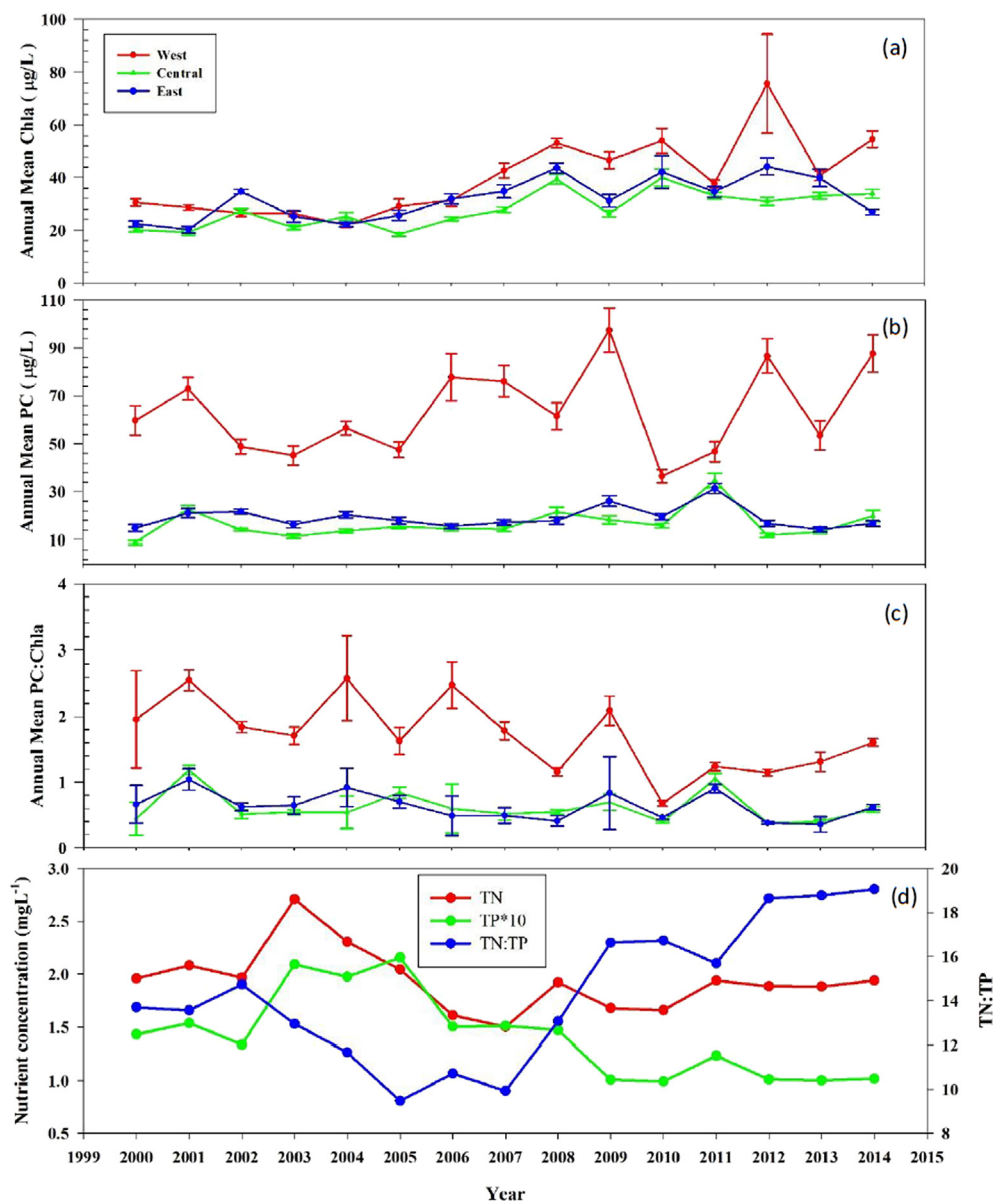 Annual Mean Chla ( µg/L )
100
80
60
40
20
0
West
Central
East
(a)
Annual Mean PC ( µg/L )
110
90
70
50
30
10
(b)
Annual Mean PC:Chla
4
3
2
1
0
(c)
Nutrient concentration (mgL-1)
3.0
2.5
2.0
1.5
1.0
0.5
TN
TP*10
TN:TP
(d)
20
18
16
14
12
10
8
TN:TP
1999 2000 2001 2002 2003 2004 2005 2006 2007 2008 2009 2010 2011 2012 2013 2014 2015
Year